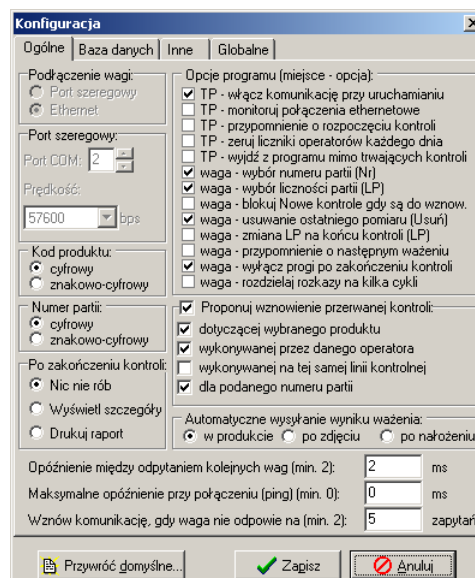 Konfiguracja
Ogólne Baza danych Inne Globalne
Podłączenie wagi:
Port szeregowy
Ethernet
Port szeregowy:
Port COM: 2
Prędkość:
57600 bps
Kod produktu:
cyfrowy
znakowo-cyfrowy
Numer partii:
cyfrowy
znakowo-cyfrowy
Po zakończeniu kontroli:
Nic nie rób
Wyświetl szczegóły
Drukuj raport
Opcje programu (miejsce - opcja):
TP - włącz komunikację przy uruchamianiu
TP - monitoruj połączenia ethernetowe
TP - przypomnienie o rozpoczęciu kontroli
TP - zeruj liczniki operatorów każdego dnia
TP - wyjdź z programu mimo trwających kontroli
waga - wybór numeru partii (Nr)
waga - wybór liczności partii (LP)
waga - blokuj Nowe kontrole gdy są do wznow.
waga - usuwanie ostatniego pomiaru (Usuń)
waga - zmiana LP na końcu kontroli (LP)
waga - przypomnienie o następnym ważeniu
waga - wyłącz progi po zakończeniu kontroli
waga - rozdzielaj rozkazy na kilka cykli
Proponuj wznowienie przerwanej kontroli:
dotyczącej wybranego produktu
wykonywanej przez danego operatora
wykonywanej na tej samej linii kontrolnej
dla podanego numeru partii
Automatyczne wysyłanie wyniku ważenia:
w produkcie po zdjęciu po nałożeniu
Opóźnienie między odpytaniem kolejnych wag (min. 2): 2 ms
Maksymalne opóźnienie przy połączeniu (ping) (min. 0): 0 ms
Wznów komunikację, gdy waga nie odpowie na (min. 2): 5 zapytań
Przywróć domyślne... Zapisz Anuluj